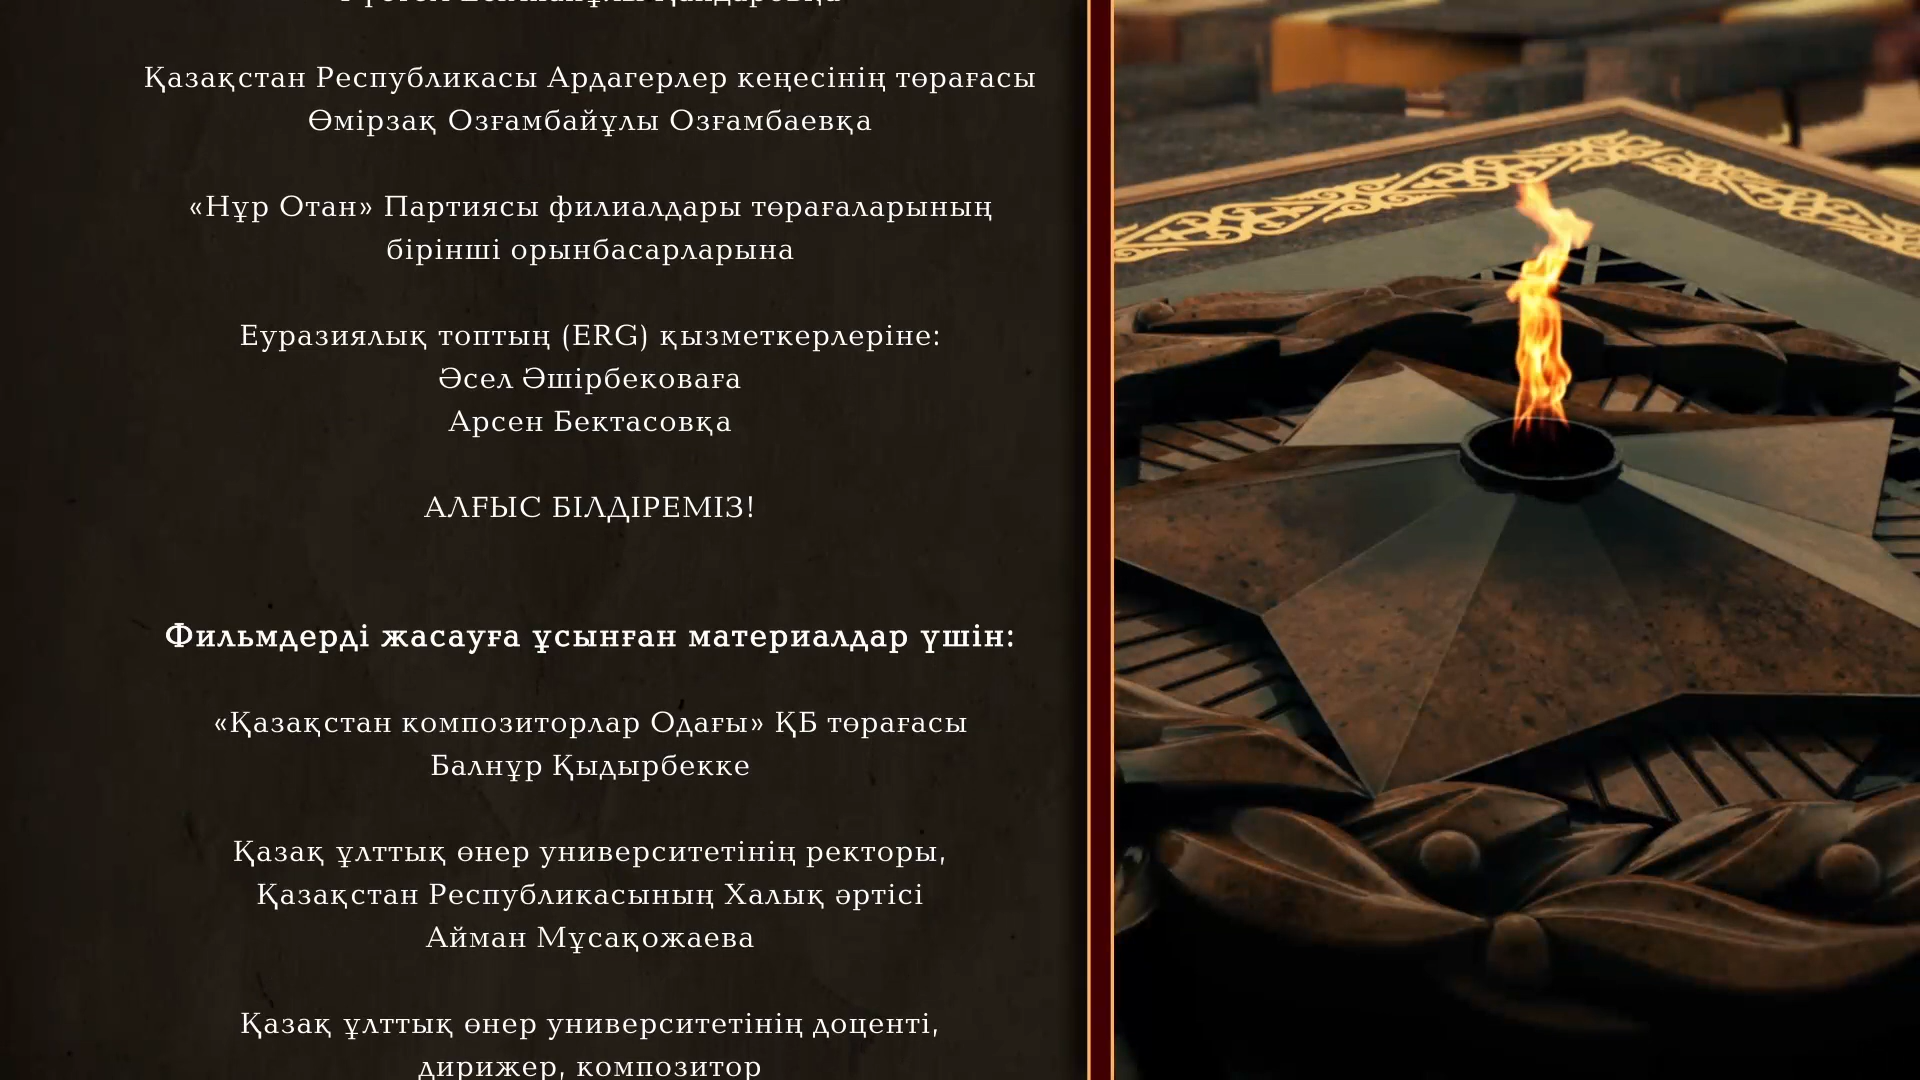 Қазақстан Республикасы Ардагерлер кеңесінің төрағасы
Өмірзақ Озғамбайұлы Озғамбаевқа
«Нұр Отан» Партиясы филиалдары төрағаларының
бірінші орынбасарларына
Еуразиялық топтың (ERG) қызметкерлеріне:
Әсел Әшірбековаға
Арсен Бектасовқа
АЛҒЫС БІЛДІРЕМІЗ!
Фильмдерді жасауға ұсынған материалдар үшін:
«Қазақстан композиторлар Одағы» ҚБ төрағасы
Балнұр Қыдырбекке
Қазақ ұлттық өнер университетінің ректоры,
Қазақстан Республикасының Халық әртісі
Айман Мұсақожаева
Қазақ ұлттық өнер университетінің доценті,
дирижер, композитор